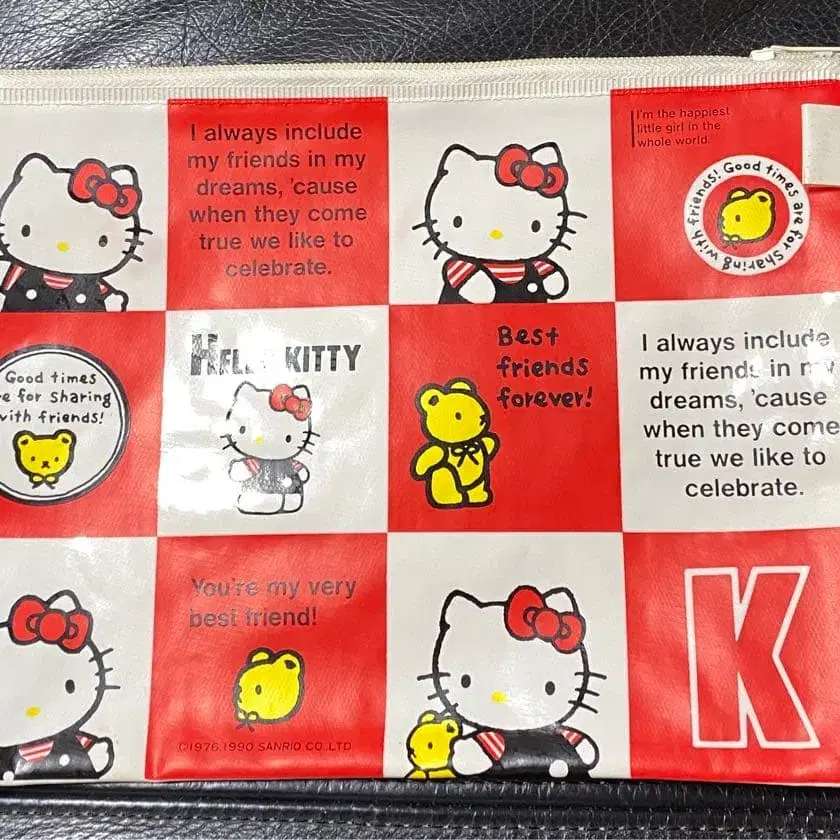 I always include
my friends in my
dreams, 'cause
when they come
true we like to
celebrate.
I'm the happiest
little girl in the
whole world.
Good times are for sharing with friends!
Good times
e for sharing
with friends!
HELLO KITTY
Best
friends
forever!
I always include
my friends in my
dreams, 'cause
when they come
true we like to
celebrate.
You're my very
best friend!
©1976,1990 SANRIO CO.,LTD.
K